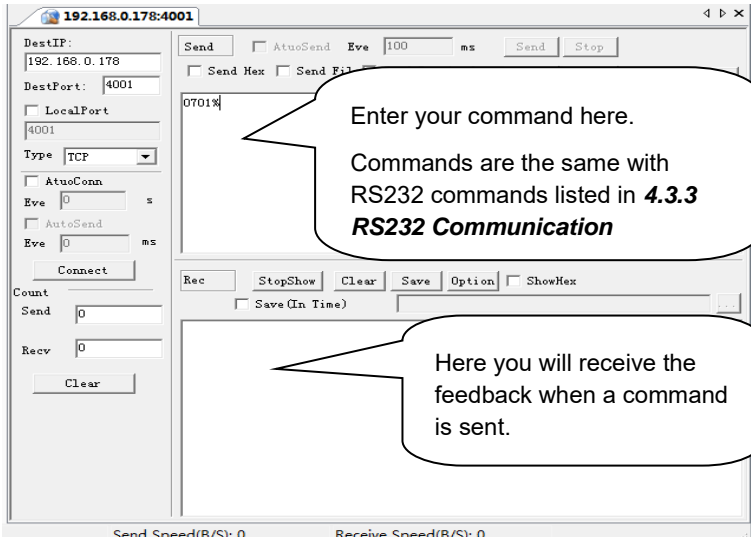 192.168.0.178:4001
DestIP:
192.168.0.178
DestPort: 4001
LocalPort
4001
Type TCP
AtuoConn
Eve 0 s
AutoSend
Eve 0 ms
Connect
Count
Send 0
Recv 0
Clear
Send AtuoSend Eve 100 ms Send Stop
Send Hex Send
0701%
Enter your command here.
Commands are the same with
RS232 commands listed in 4.3.3
RS232 Communication
Rec StopShow Clear Save Option ShowHex
Save(In Time) ...
Here you will receive the
feedback when a command
is sent.
Send Speed(B/S): 0 Receive Speed(B/S): 0